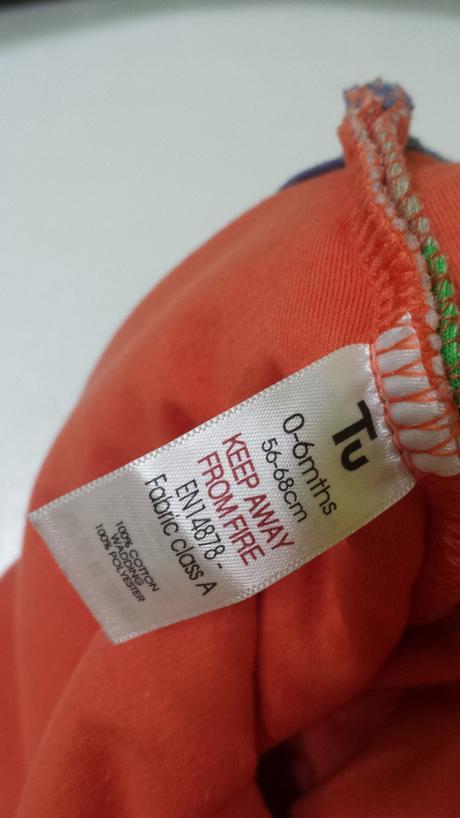 Tu
0-6mths
56-68cm
KEEP AWAY
FROM FIRE
EN14878 -
Fabric class A
100% COTTON
WADDING
100% POLYESTER